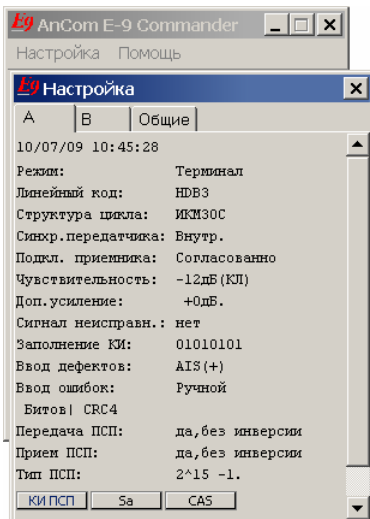 E9 AnCom E-9 Commander
Настройка Помощь
E9 Настройка
A B Общие
10/07/09 10:45:28
Режим: Терминал
Линейный код: HDB3
Структура цикла: ИКМ30C
Синхр.передатчика: Внутр.
Подкл. приемника: Согласованно
Чувствительность: -12дБ(КЛ)
Доп.усиление: +0дБ.
Сигнал неисправн.: нет
Заполнение КИ: 01010101
Ввод дефектов: AIS(+)
Ввод ошибок: Ручной
Битов| CRC4
Передача ПСП: да,без инверсии
Прием ПСП: да,без инверсии
Тип ПСП: 2^15 -1.
КИ ПСП Sa CAS